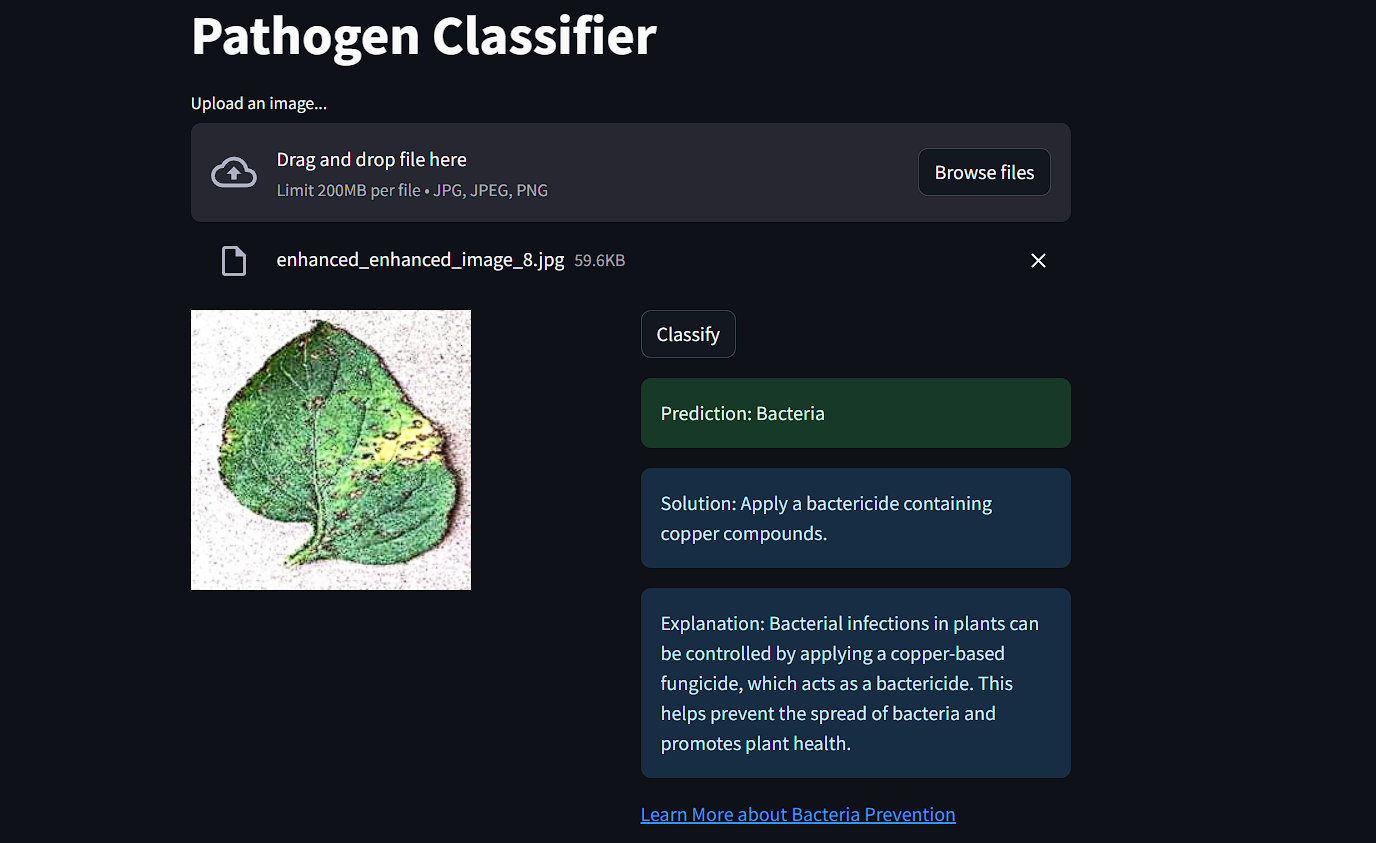 Pathogen Classifier
Upload an image...
Drag and drop file here
Limit 200MB per file • JPG, JPEG, PNG
Browse files
enhanced_enhanced_image_8.jpg 59.6KB
Classify
Prediction: Bacteria
Solution: Apply a bactericide containing
copper compounds.
Explanation: Bacterial infections in plants can
be controlled by applying a copper-based
fungicide, which acts as a bactericide. This
helps prevent the spread of bacteria and
promotes plant health.
Learn More about Bacteria Prevention